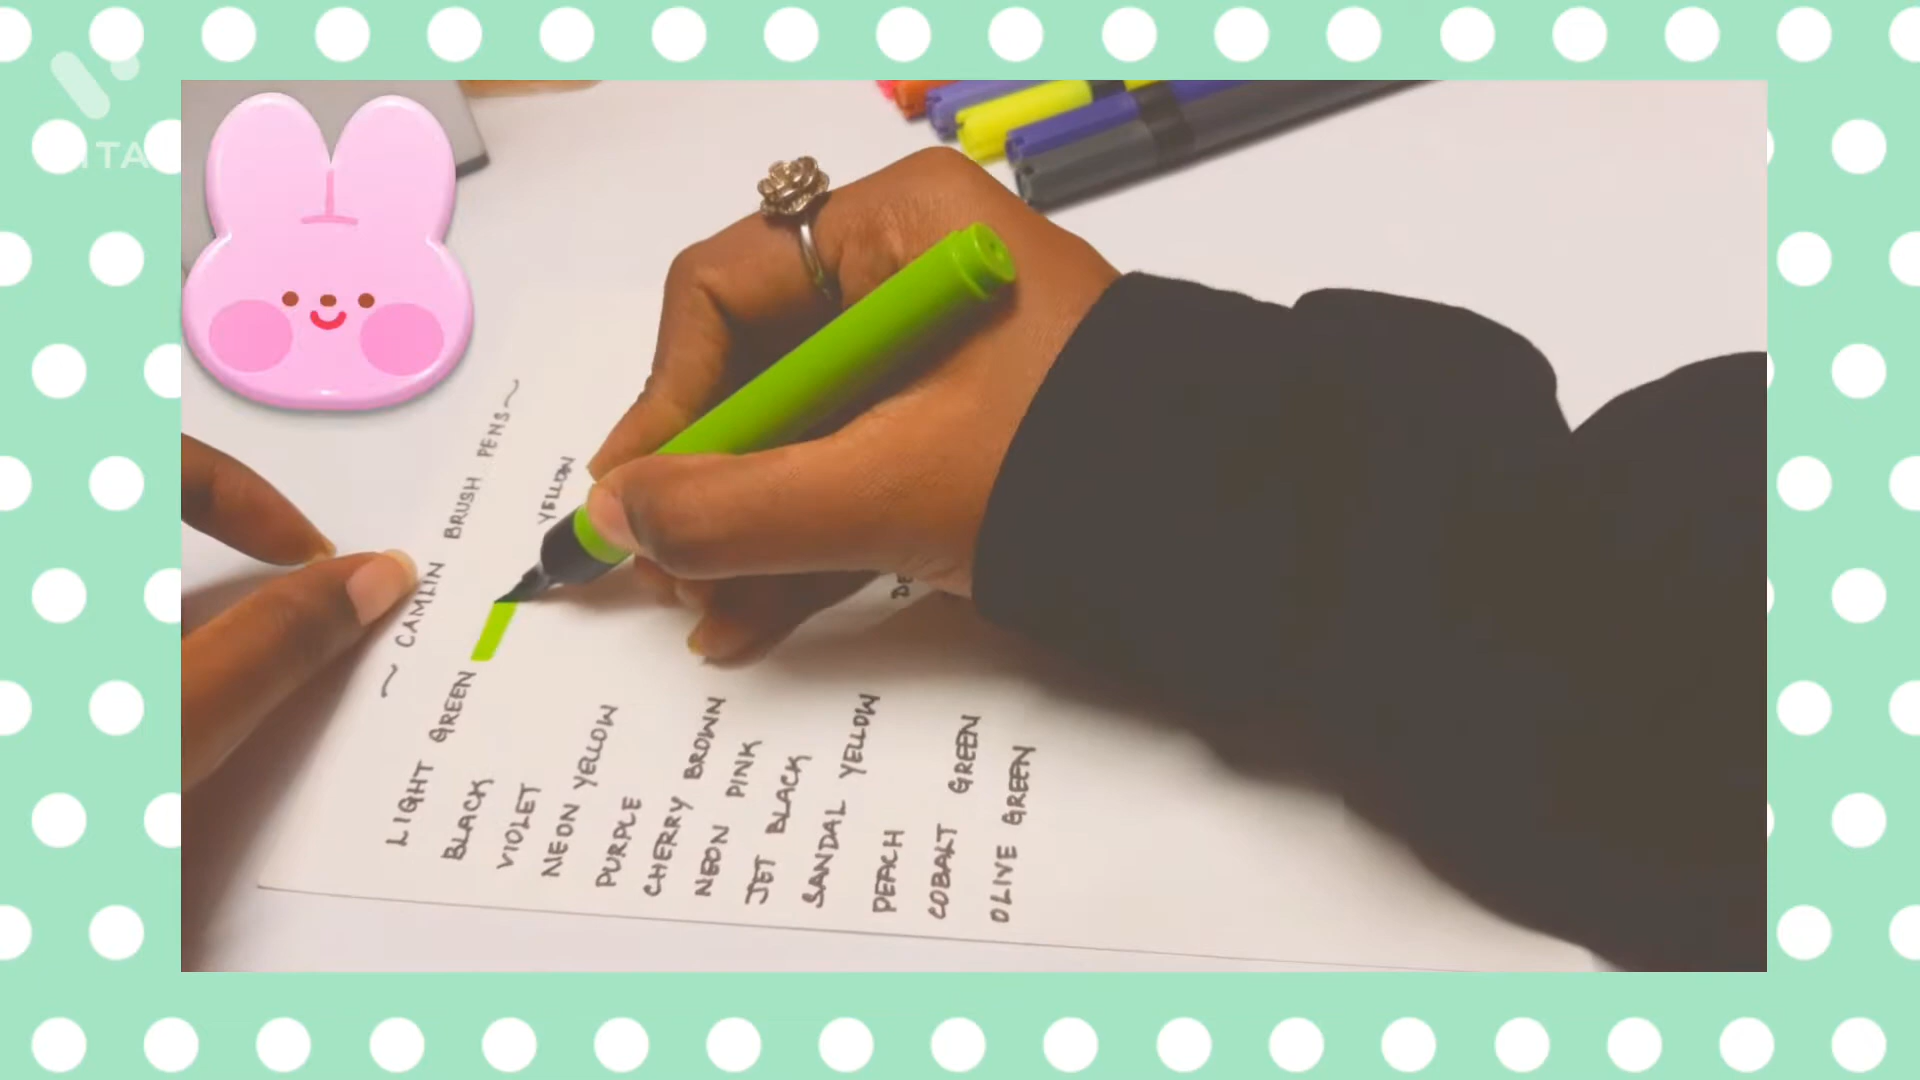 ~ CAMLIN BRUSH PENS ~
LIGHT GREEN
BLACK
VIOLET
NEON YELLOW
PURPLE
CHERRY BROWN
NEON PINK
JET BLACK
SANDAL YELLOW
PEACH
COBALT GREEN
OLIVE GREEN
YELLOW